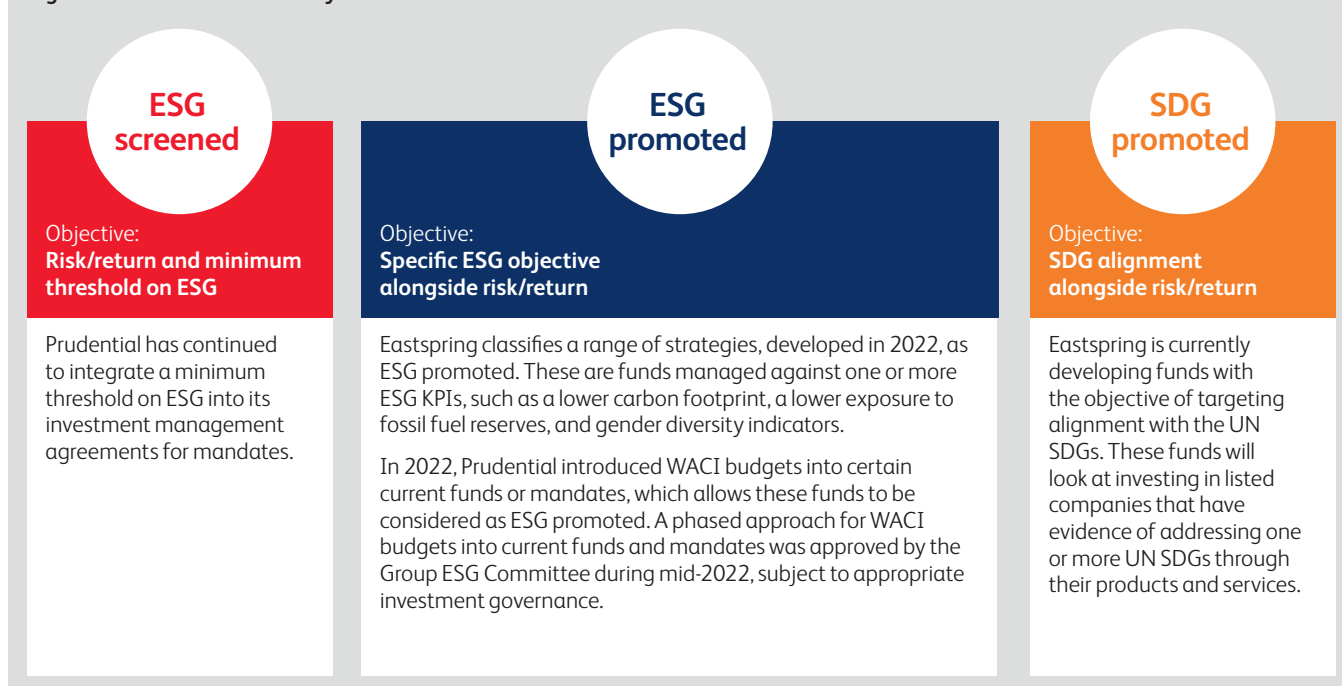 ESG
screened
Objective:
Risk/return and minimum
threshold on ESG
Prudential has continued
to integrate a minimum
threshold on ESG into its
investment management
agreements for mandates.
ESG
promoted
Objective:
Specific ESG objective
alongside risk/return
Eastspring classifies a range of strategies, developed in 2022, as
ESG promoted. These are funds managed against one or more
ESG KPIs, such as a lower carbon footprint, a lower exposure to
fossil fuel reserves, and gender diversity indicators.
In 2022, Prudential introduced WACI budgets into certain
current funds or mandates, which allows these funds to be
considered as ESG promoted. A phased approach for WACI
budgets into current funds and mandates was approved by the
Group ESG Committee during mid-2022, subject to appropriate
investment governance.
SDG
promoted
Objective:
SDG alignment
alongside risk/return
Eastspring is currently
developing funds with
the objective of targeting
alignment with the UN
SDGs. These funds will
look at investing in listed
companies that have
evidence of addressing one
or more UN SDGs through
their products and services.